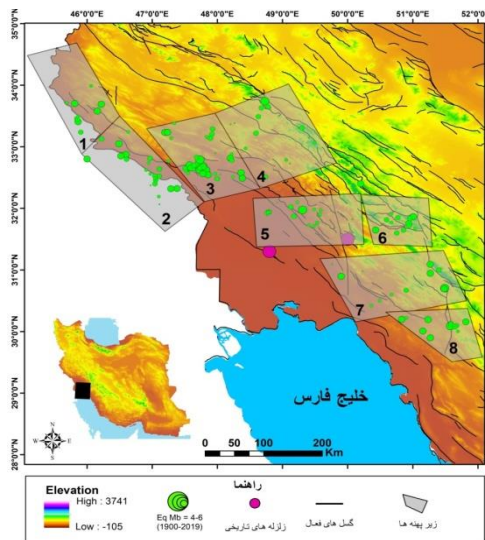 46°0'0"E 47°0'0"E 48°0'0"E 49°0'0"E 50°0'0"E 51°0'0"E 52°0'0"E
35°0'0"N
34°0'0"N
33°0'0"N
32°0'0"N
31°0'0"N
30°0'0"N
29°0'0"N
28°0'0"N
1
2
3
4
5
6
7
8
خلیج فارس
N
W E
S
0 50 100 200
Km
راهنما
Elevation
High : 3741
Low : -105
Eq Mb = 4-6
(1900-2019)
زلزله های تاریخی
گسل های فعال
زیر پهنه ها